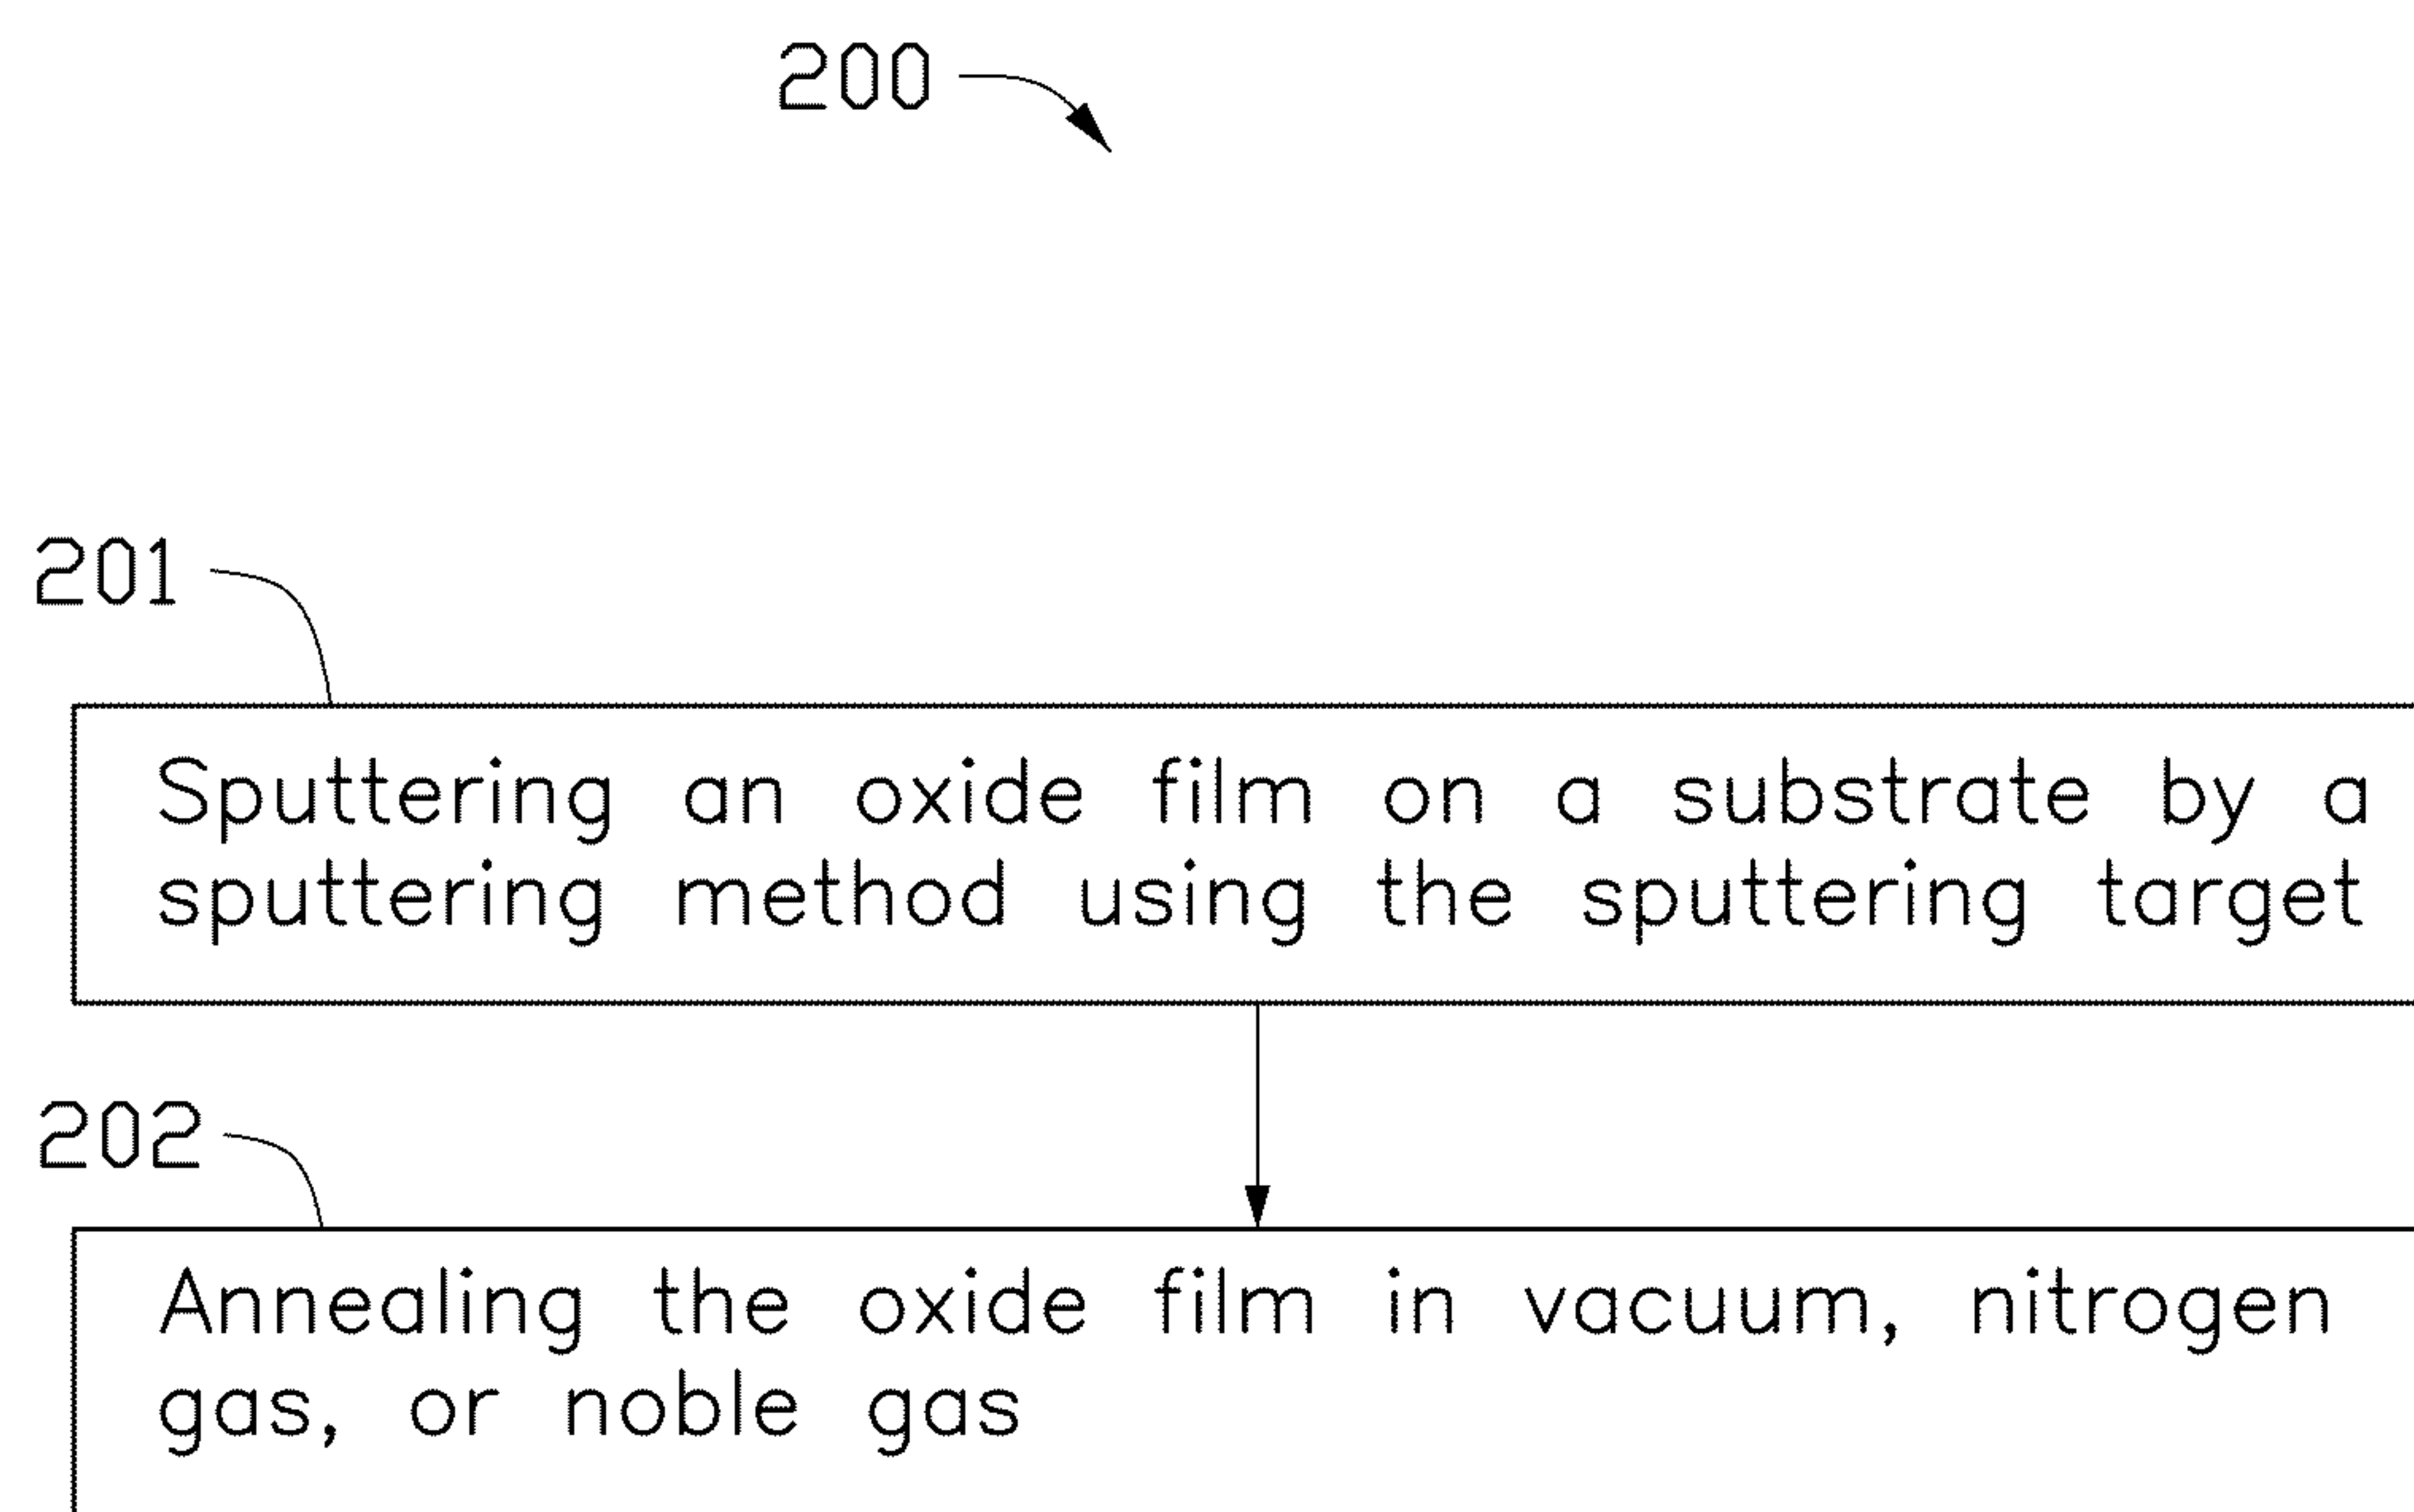 200
201
Sputtering an oxide film on a substrate by a
sputtering method using the sputtering target
202
Annealing the oxide film in vacuum, nitrogen
gas, or noble gas